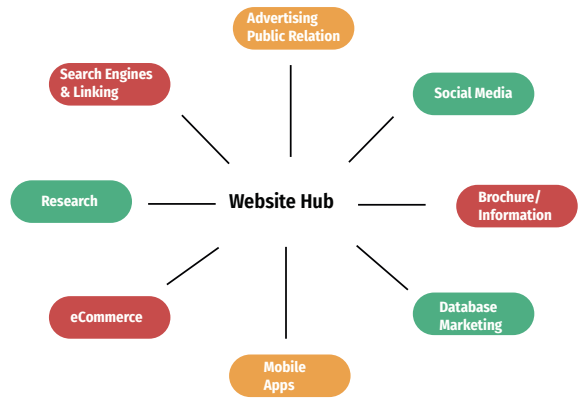 Advertising
Public Relation
Search Engines
& Linking
Social Media
Research
Website Hub
Brochure/
Information
eCommerce
Database
Marketing
Mobile
Apps